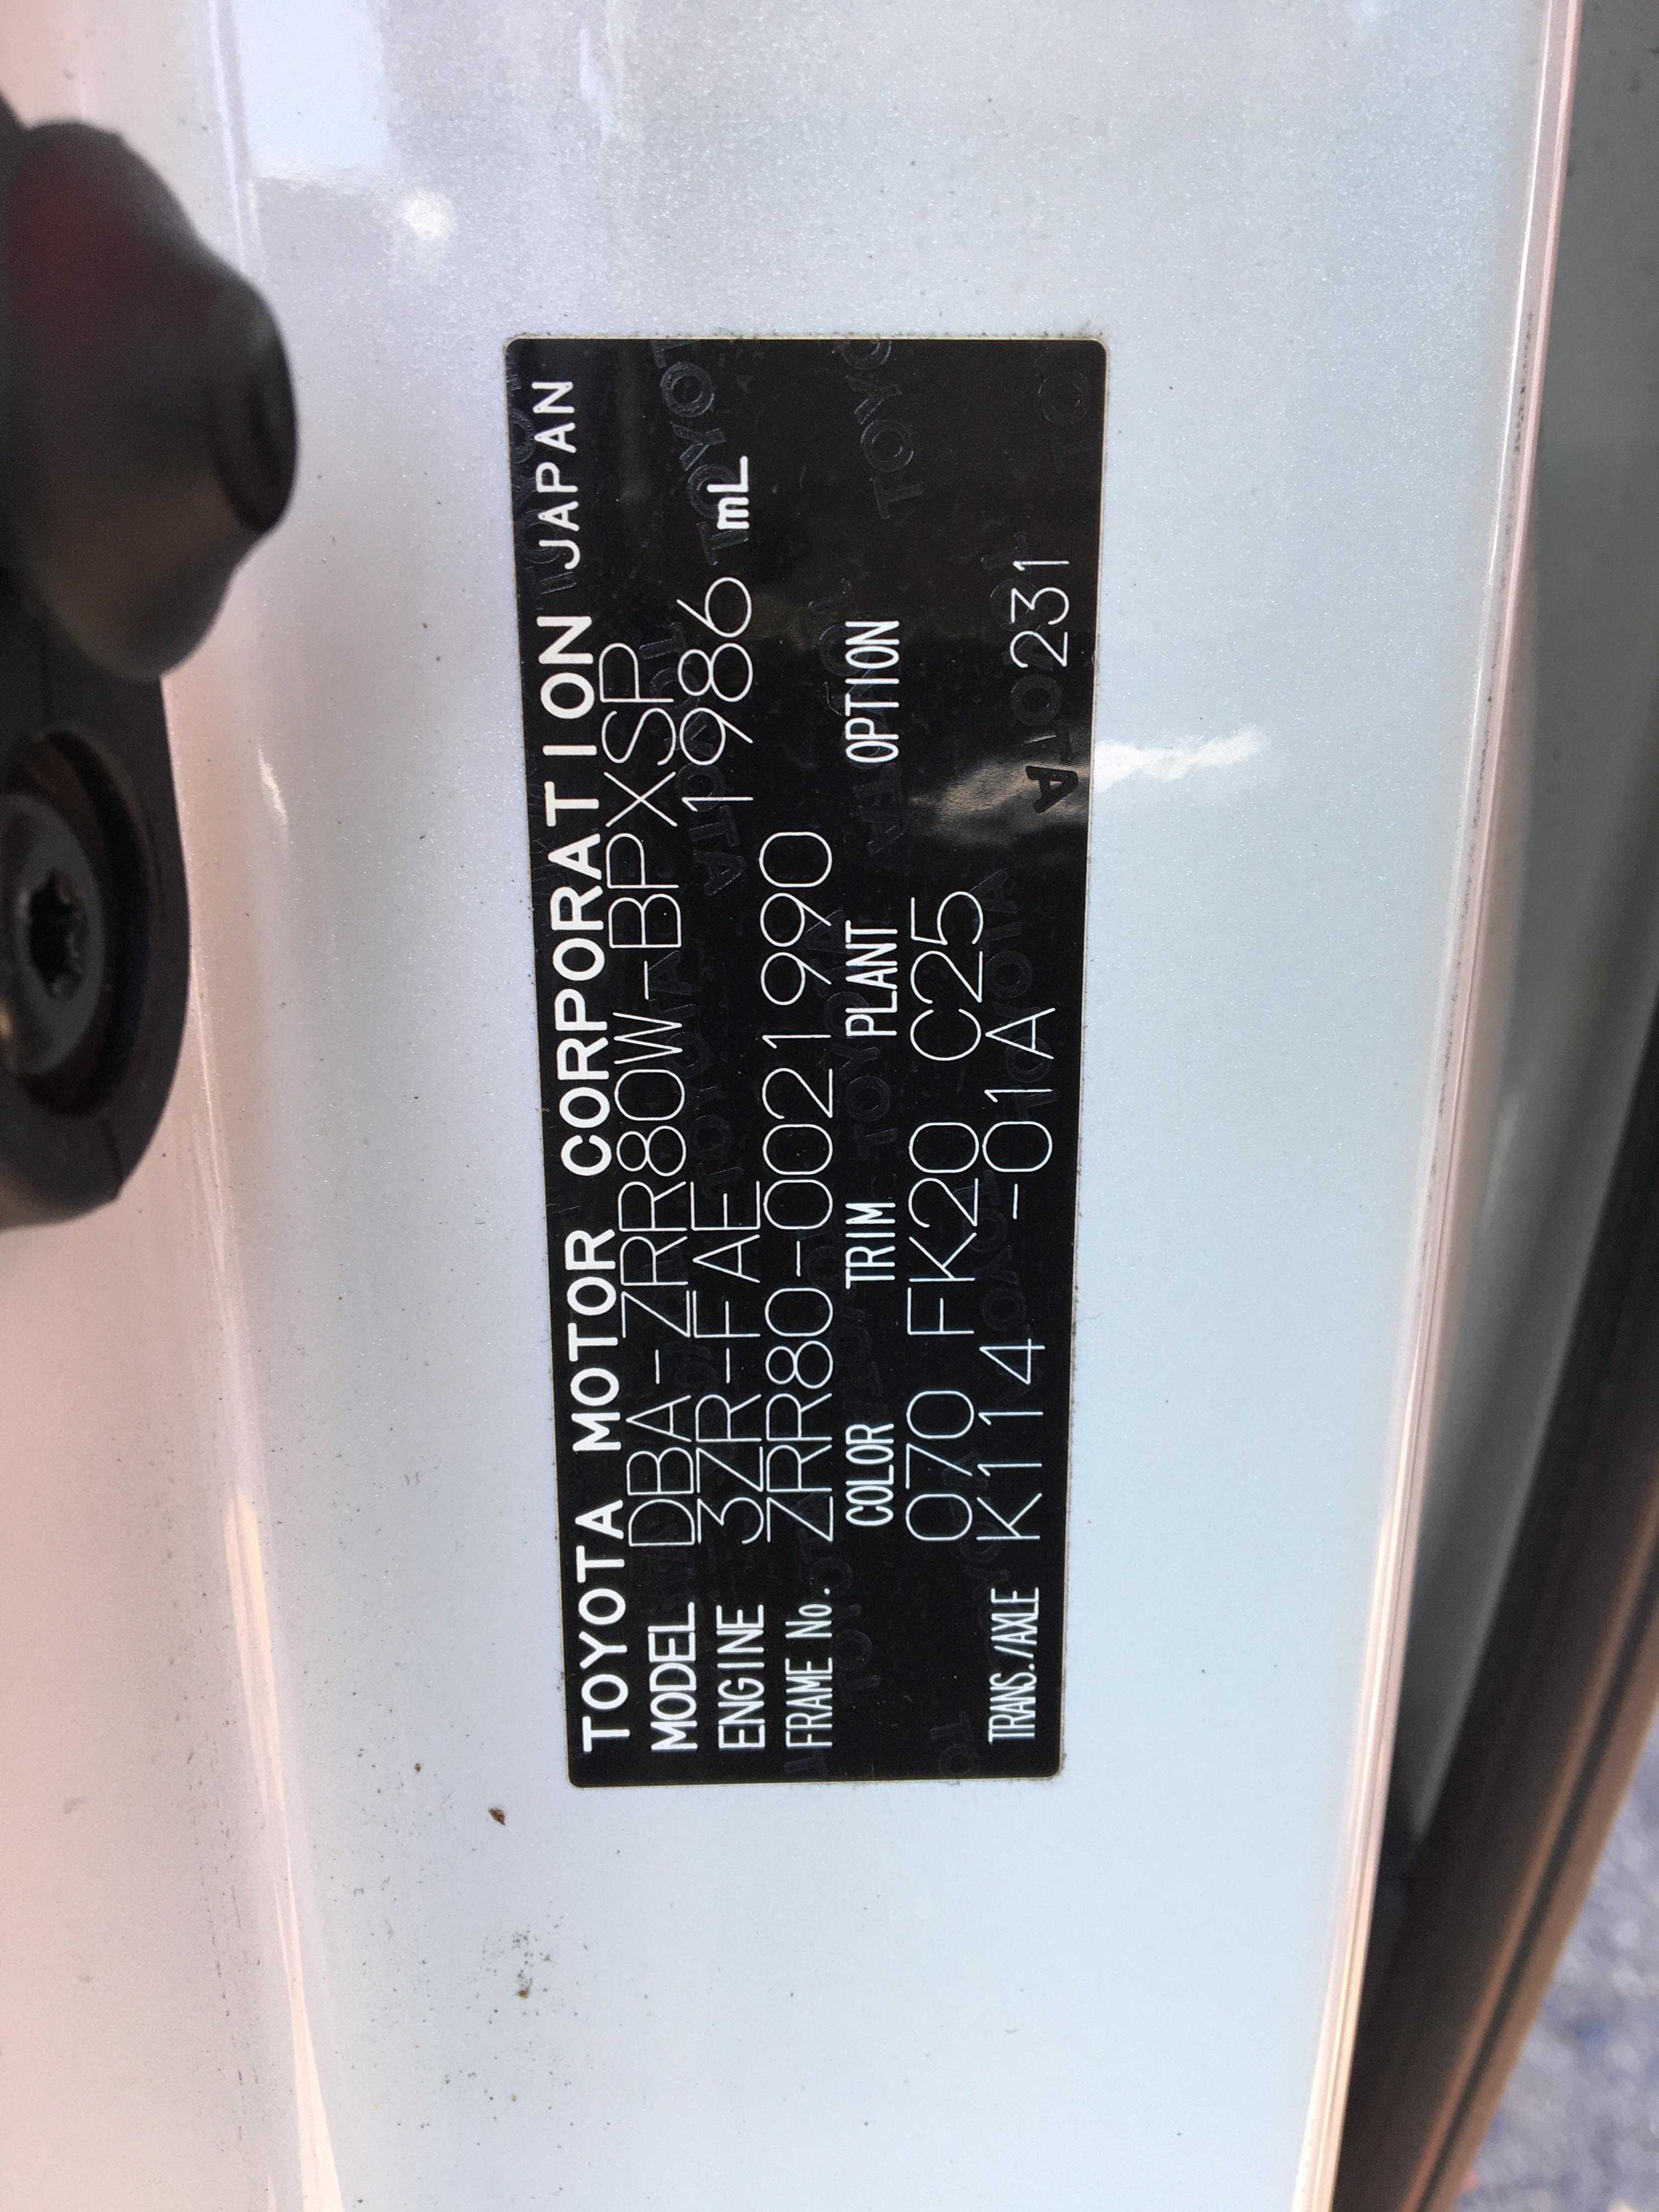 TOYOTA MOTOR CORPORATION JAPAN
MODEL DBA-ZRR80W-BPXSP
ENGINE 3ZR-FAE 1986 mL
FRAME No. ZRR80-0021990
COLOR TRIM PLANT OPTION
070 FK20 C25
TRANS./AXLE K114 -01A 0231